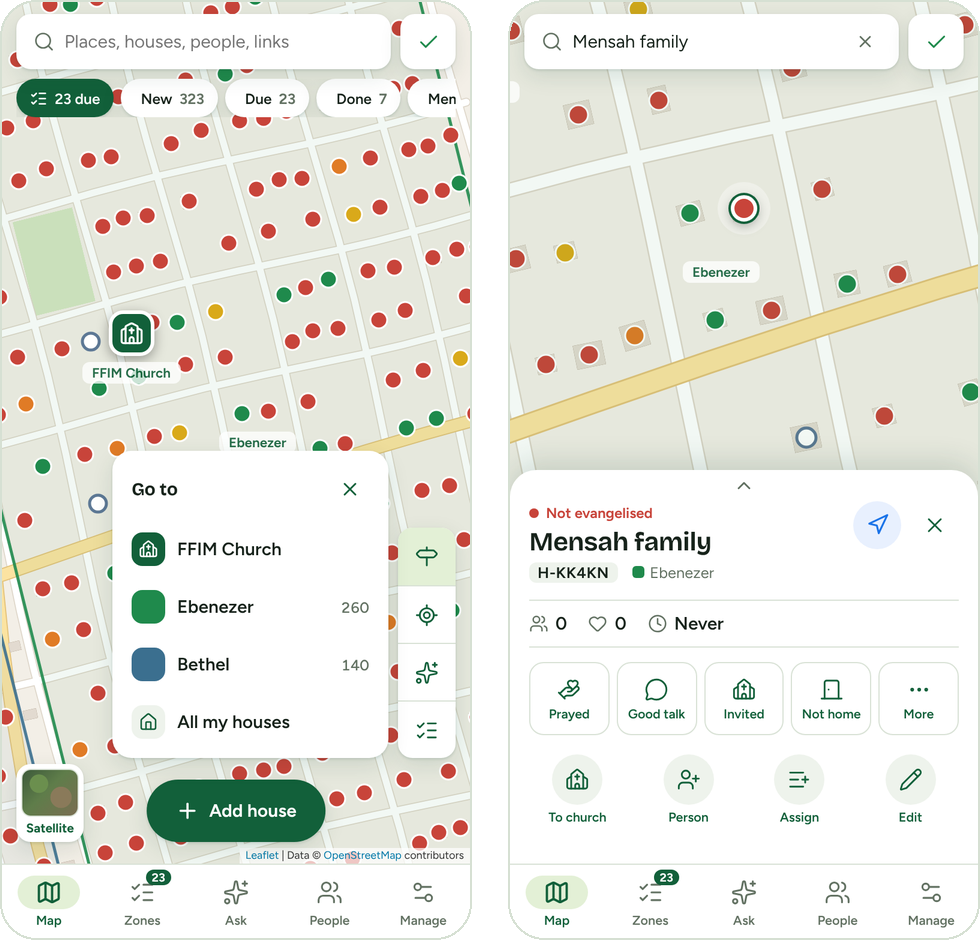 Places, houses, people, links
23 due
New 323
Due 23
Done 7
Men
FFIM Church
Ebenezer
Go to
FFIM Church
Ebenezer 260
Bethel 140
All my houses
Satellite
+ Add house
Leaflet | Data © OpenStreetMap contributors
23
Map
Zones
Ask
People
Manage
Mensah family
Ebenezer
Not evangelised
Mensah family
H-KK4KN Ebenezer
0 0 Never
Prayed
Good talk
Invited
Not home
More
To church
Person
Assign
Edit
23
Map
Zones
Ask
People
Manage